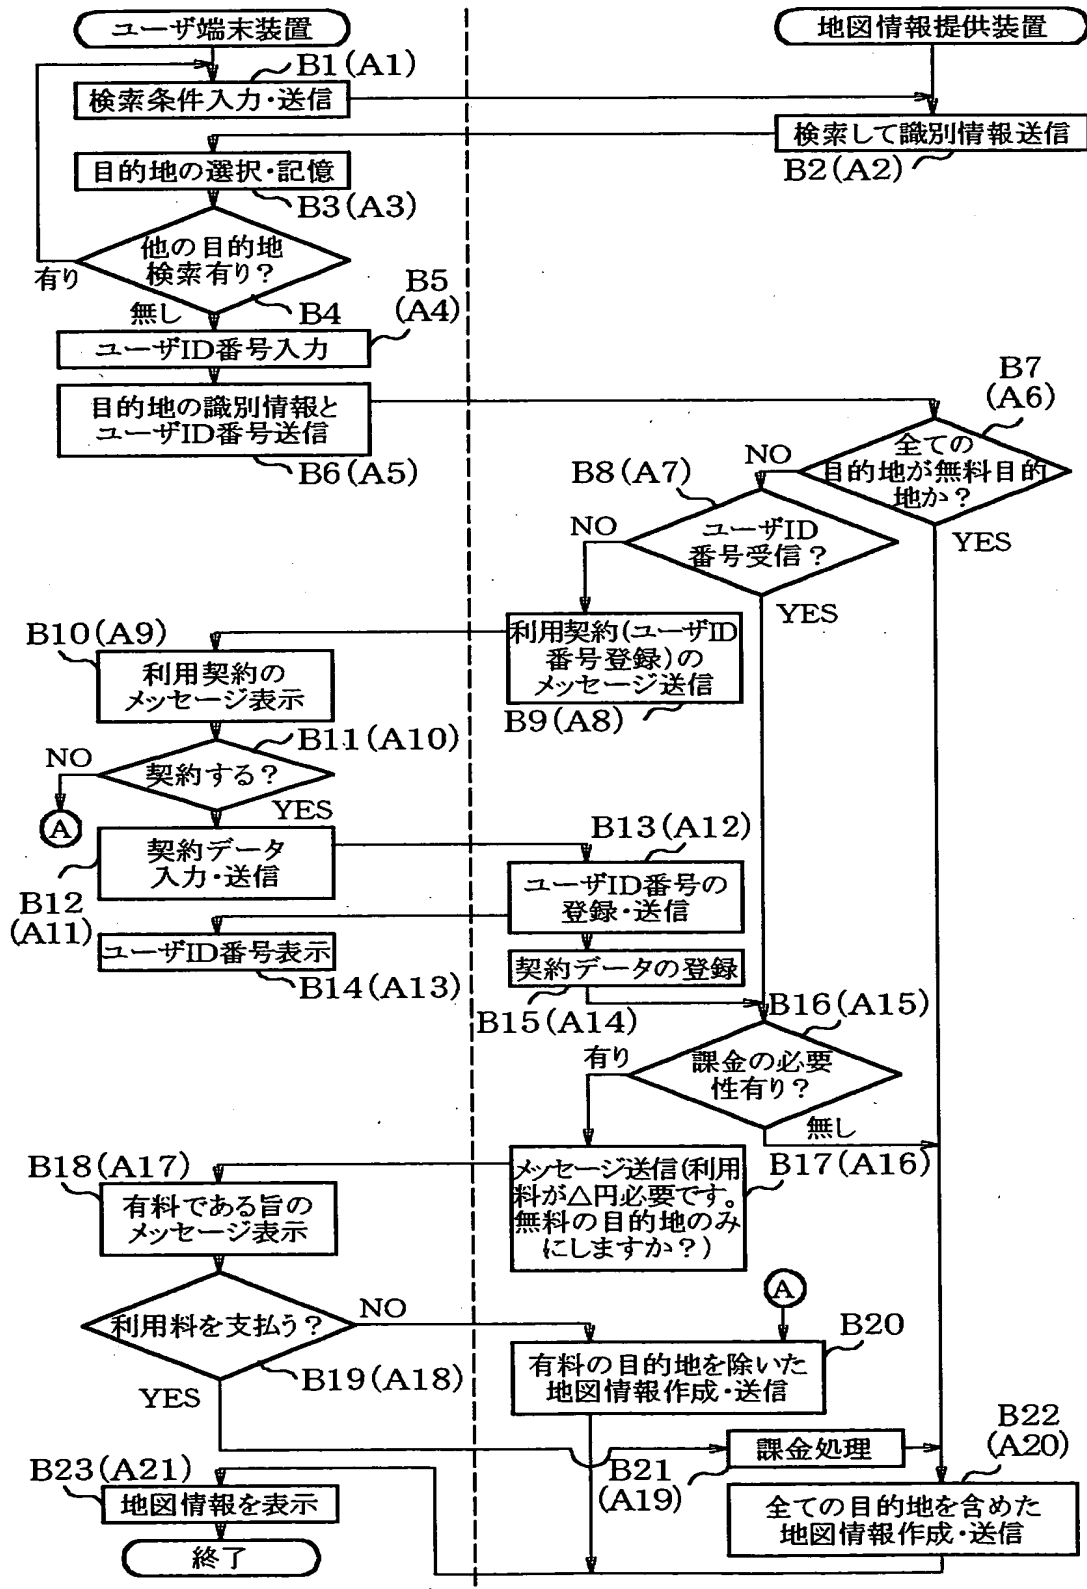 ユーザ端末装置
地図情報提供装置
B1(A1)
検索条件入力・送信
検索して識別情報送信
B2(A2)
目的地の選択・記憶
B3(A3)
他の目的地
検索有り？
有り
B4
無し
B5
(A4)
ユーザID番号入力
目的地の識別情報と
ユーザID番号送信
B6(A5)
B7
(A6)
全ての
目的地が無料目的
地か？
NO
YES
B8(A7)
ユーザID
番号受信？
NO
YES
利用契約(ユーザID
番号登録)の
メッセージ送信
B9(A8)
B10(A9)
利用契約の
メッセージ表示
B11(A10)
契約する？
NO
A
YES
契約データ
入力・送信
B12
(A11)
B13(A12)
ユーザID番号の
登録・送信
ユーザID番号表示
B14(A13)
契約データの登録
B15(A14)
B16(A15)
課金の必要
性有り？
有り
無し
B17(A16)
メッセージ送信(利用
料が△円必要です。
無料の目的地のみ
にしますか？)
B18(A17)
有料である旨の
メッセージ表示
利用料を支払う？
NO
B19(A18)
YES
A
B20
有料の目的地を除いた
地図情報作成・送信
課金処理
B21
(A19)
B22
(A20)
全ての目的地を含めた
地図情報作成・送信
B23(A21)
地図情報を表示
終了